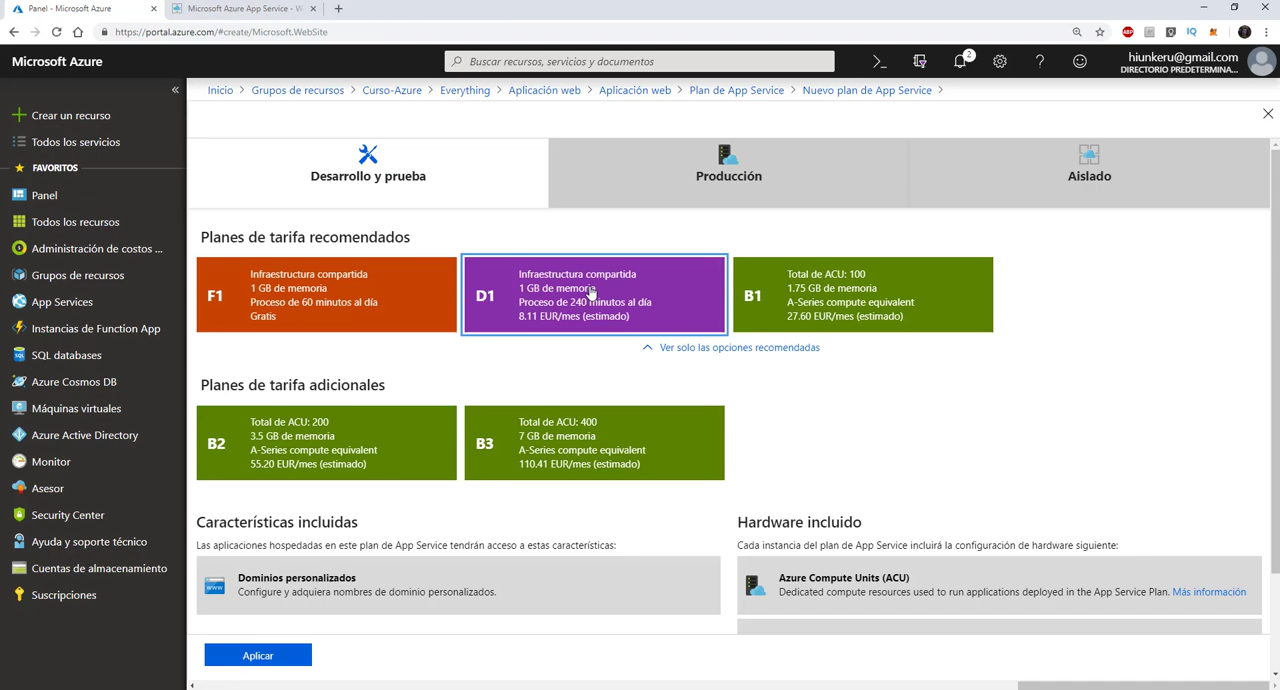 Panel - Microsoft Azure
Microsoft Azure App Service - W
https://portal.azure.com/#create/Microsoft.WebSite
ABP
IQ
Microsoft Azure
Buscar recursos, servicios y documentos
2
hiunkeru@gmail.com
DIRECTORIO PREDETERMINA...
Inicio > Grupos de recursos > Curso-Azure > Everything > Aplicación web > Aplicación web > Plan de App Service > Nuevo plan de App Service >
Crear un recurso
Todos los servicios
FAVORITOS
Panel
Todos los recursos
Administración de costos ...
Grupos de recursos
App Services
Instancias de Function App
SQL databases
Azure Cosmos DB
Máquinas virtuales
Azure Active Directory
Monitor
Asesor
Security Center
Ayuda y soporte técnico
Cuentas de almacenamiento
Suscripciones
Desarrollo y prueba
Producción
Aislado
Planes de tarifa recomendados
F1
Infraestructura compartida
1 GB de memoria
Proceso de 60 minutos al día
Gratis
D1
Infraestructura compartida
1 GB de memoria
Proceso de 240 minutos al día
8.11 EUR/mes (estimado)
B1
Total de ACU: 100
1.75 GB de memoria
A-Series compute equivalent
27.60 EUR/mes (estimado)
Ver solo las opciones recomendadas
Planes de tarifa adicionales
B2
Total de ACU: 200
3.5 GB de memoria
A-Series compute equivalent
55.20 EUR/mes (estimado)
B3
Total de ACU: 400
7 GB de memoria
A-Series compute equivalent
110.41 EUR/mes (estimado)
Características incluidas
Las aplicaciones hospedadas en este plan de App Service tendrán acceso a estas características:
www
Dominios personalizados
Configure y adquiera nombres de dominio personalizados.
Hardware incluido
Cada instancia del plan de App Service incluirá la configuración de hardware siguiente:
Azure Compute Units (ACU)
Dedicated compute resources used to run applications deployed in the App Service Plan. Más información
Aplicar